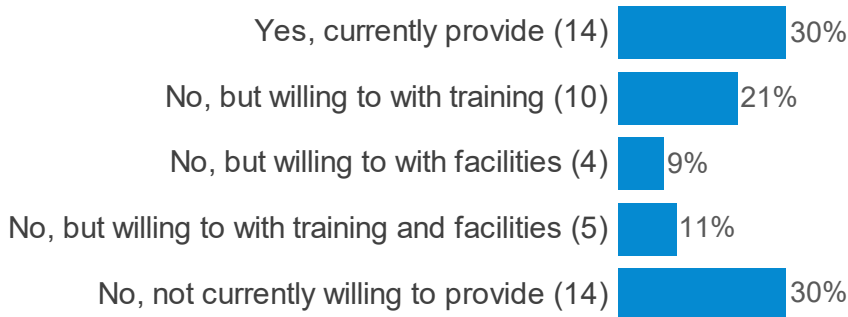 Yes, currently provide (14) 30%
No, but willing to with training (10) 21%
No, but willing to with facilities (4) 9%
No, but willing to with training and facilities (5) 11%
No, not currently willing to provide (14) 30%